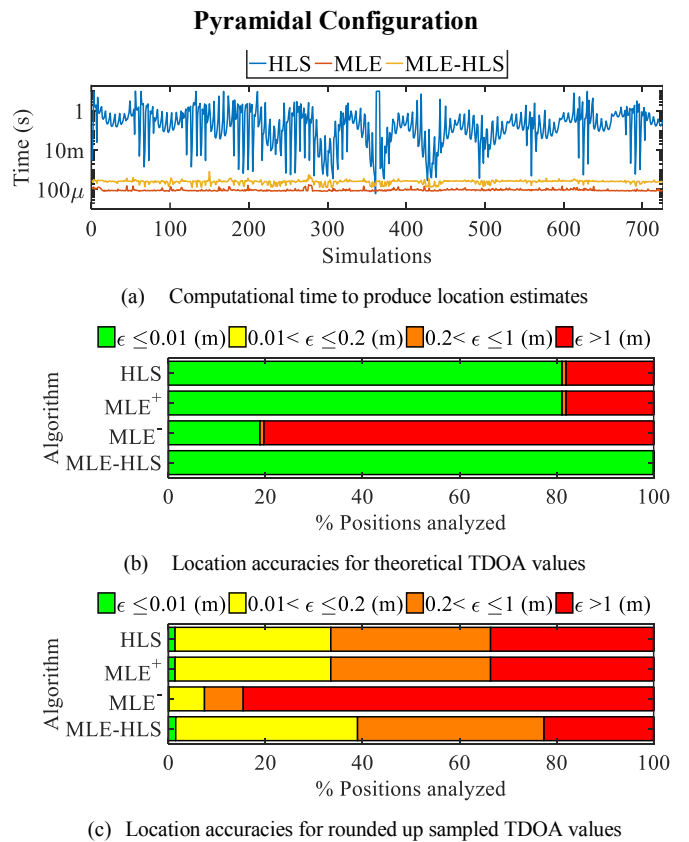 Pyramidal Configuration
HLS MLE MLE-HLS
Time (s)
1
10m
100μ
0 100 200 300 400 500 600 700
Simulations
(a) Computational time to produce location estimates
ϵ ≤0.01 (m) 0.01< ϵ ≤0.2 (m) 0.2< ϵ ≤1 (m) ϵ >1 (m)
Algorithm
HLS
MLE⁺
MLE⁻
MLE-HLS
0 20 40 60 80 100
% Positions analyzed
(b) Location accuracies for theoretical TDOA values
ϵ ≤0.01 (m) 0.01< ϵ ≤0.2 (m) 0.2< ϵ ≤1 (m) ϵ >1 (m)
Algorithm
HLS
MLE⁺
MLE⁻
MLE-HLS
0 20 40 60 80 100
% Positions analyzed
(c) Location accuracies for rounded up sampled TDOA values